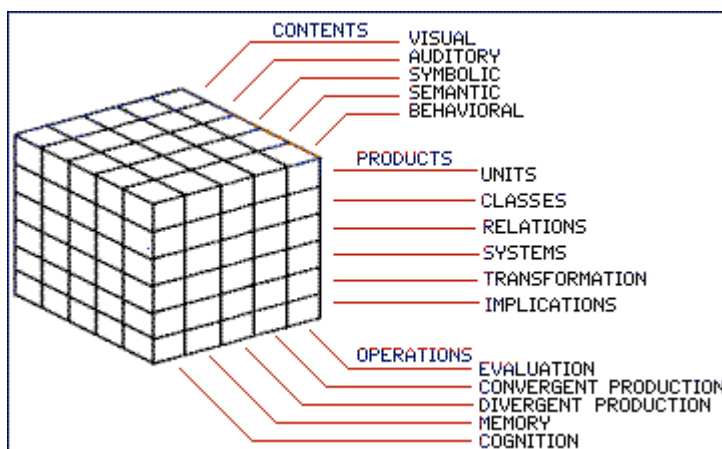 CONTENTS
VISUAL
AUDITORY
SYMBOLIC
SEMANTIC
BEHAVIORAL
PRODUCTS
UNITS
CLASSES
RELATIONS
SYSTEMS
TRANSFORMATION
IMPLICATIONS
OPERATIONS
EVALUATION
CONVERGENT PRODUCTION
DIVERGENT PRODUCTION
MEMORY
COGNITION